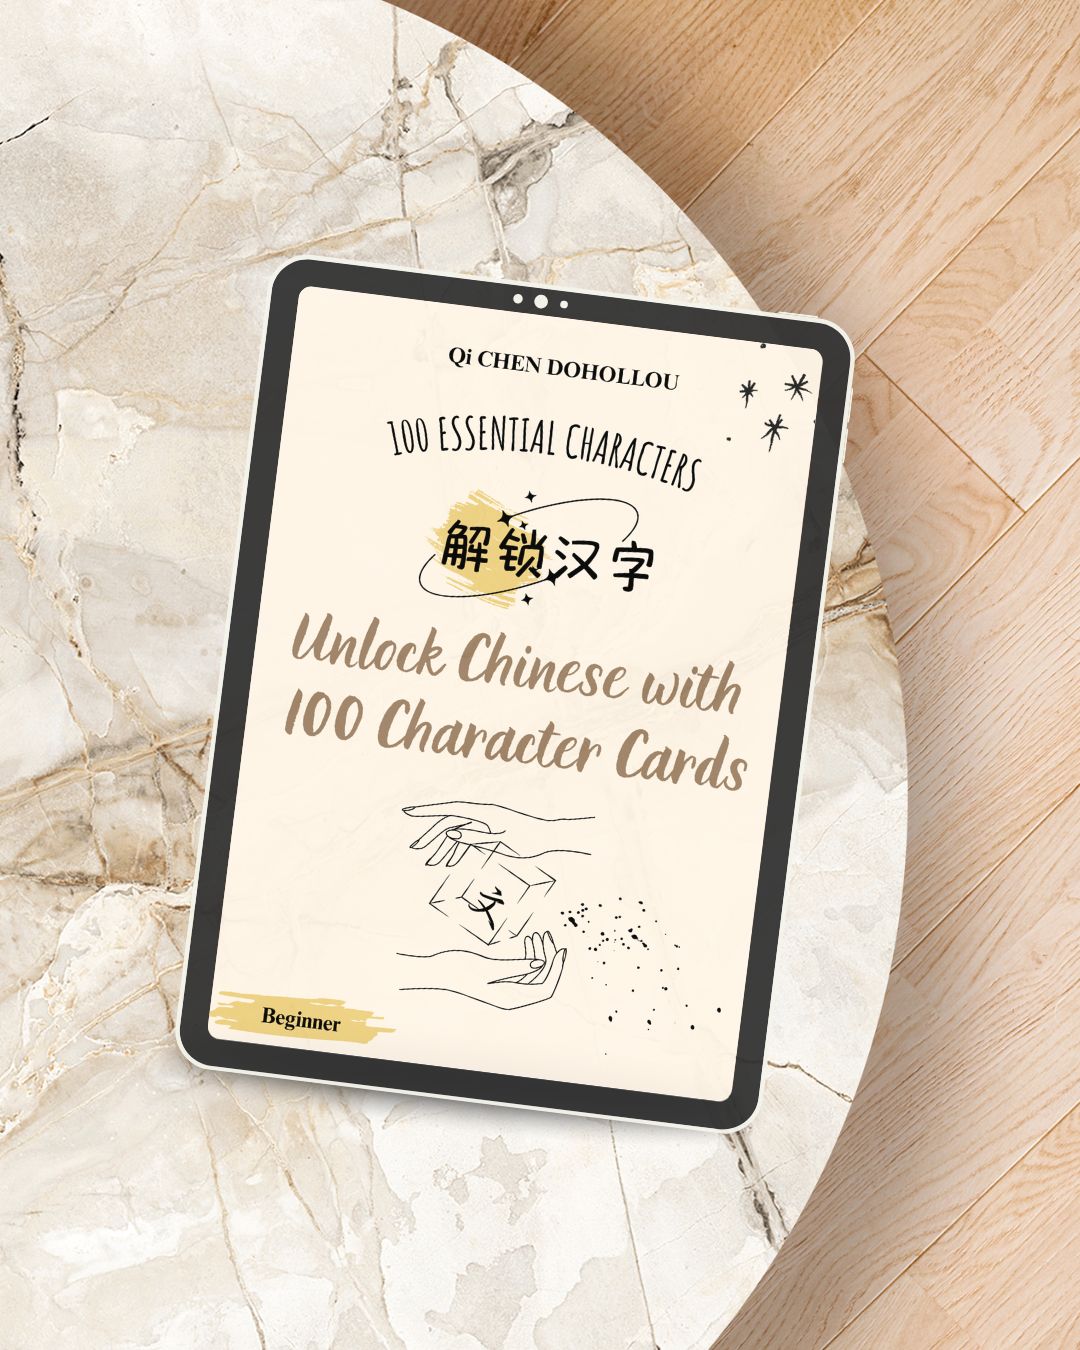 Qi CHEN DOHOLLOU
100 ESSENTIAL CHARACTERS
解锁汉字
Unlock Chinese with
100 Character Cards
文
Beginner